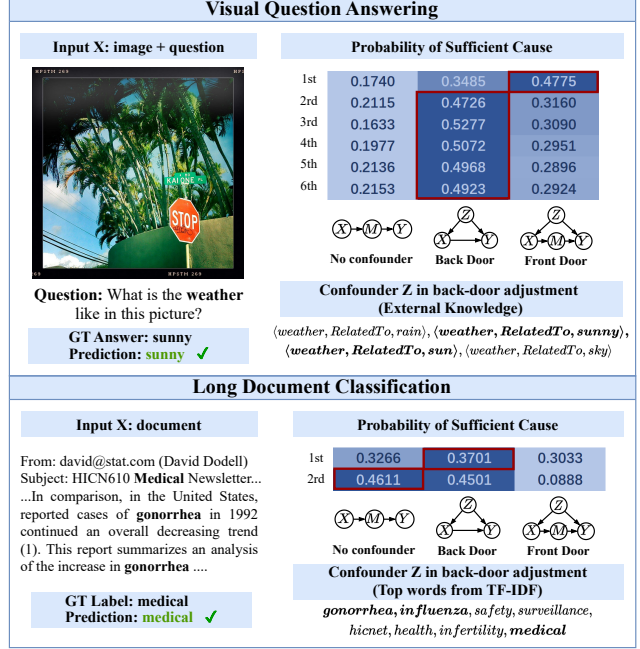 Visual Question Answering
Input X: image + question
RPSTM 269
KAIONE PL
STOP
RPSTM 269
Question: What is the weather
like in this picture?
GT Answer: sunny
Prediction: sunny ✓
Probability of Sufficient Cause
1st 0.1740 0.3485 0.4775
2rd 0.2115 0.4726 0.3160
3rd 0.1633 0.5277 0.3090
4th 0.1977 0.5072 0.2951
5th 0.2136 0.4968 0.2896
6th 0.2153 0.4923 0.2924
X M Y
Z X Y
Z X M Y
No confounder Back Door Front Door
Confounder Z in back-door adjustment
(External Knowledge)
⟨weather, RelatedTo, rain⟩, ⟨weather, RelatedTo, sunny⟩,
⟨weather, RelatedTo, sun⟩, ⟨weather, RelatedTo, sky⟩
Long Document Classification
Input X: document
From: david@stat.com (David Dodell)
Subject: HICN610 Medical Newsletter...
...In comparison, in the United States,
reported cases of gonorrhea in 1992
continued an overall decreasing trend
(1). This report summarizes an analysis
of the increase in gonorrhea ....
GT Label: medical
Prediction: medical ✓
Probability of Sufficient Cause
1st 0.3266 0.3701 0.3033
2rd 0.4611 0.4501 0.0888
X M Y
Z X Y
Z X M Y
No confounder Back Door Front Door
Confounder Z in back-door adjustment
(Top words from TF-IDF)
gonorrhea, influenza, safety, surveillance,
hicnet, health, infertility, medical